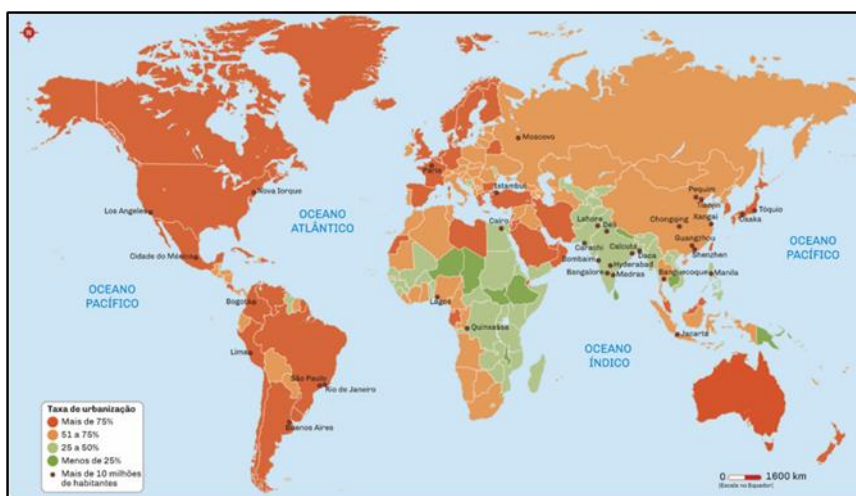 N
Moscovo
Paris
Istambul
Nova Iorque
Los Angeles
OCEANO
ATLÂNTICO
Cidade do México
OCEANO
PACÍFICO
Bogotá
Lima
São Paulo
Rio de Janeiro
Buenos Aires
Cairo
Lagos
Quinxassa
Lahore
Deli
Carachi
Calcutá
Daca
Bombaim
Hyderabad
Bangalore
Madras
Pequim
Tianjin
Chongqing
Xangai
Guangzhou
Shenzhen
Tóquio
Osaka
Banguecoque
Manila
Jacarta
OCEANO
PACÍFICO
OCEANO
ÍNDICO
Taxa de urbanização
Mais de 75%
51 a 75%
25 a 50%
Menos de 25%
Mais de 10 milhões
de habitantes
0 1600 km
(Escala no Equador)